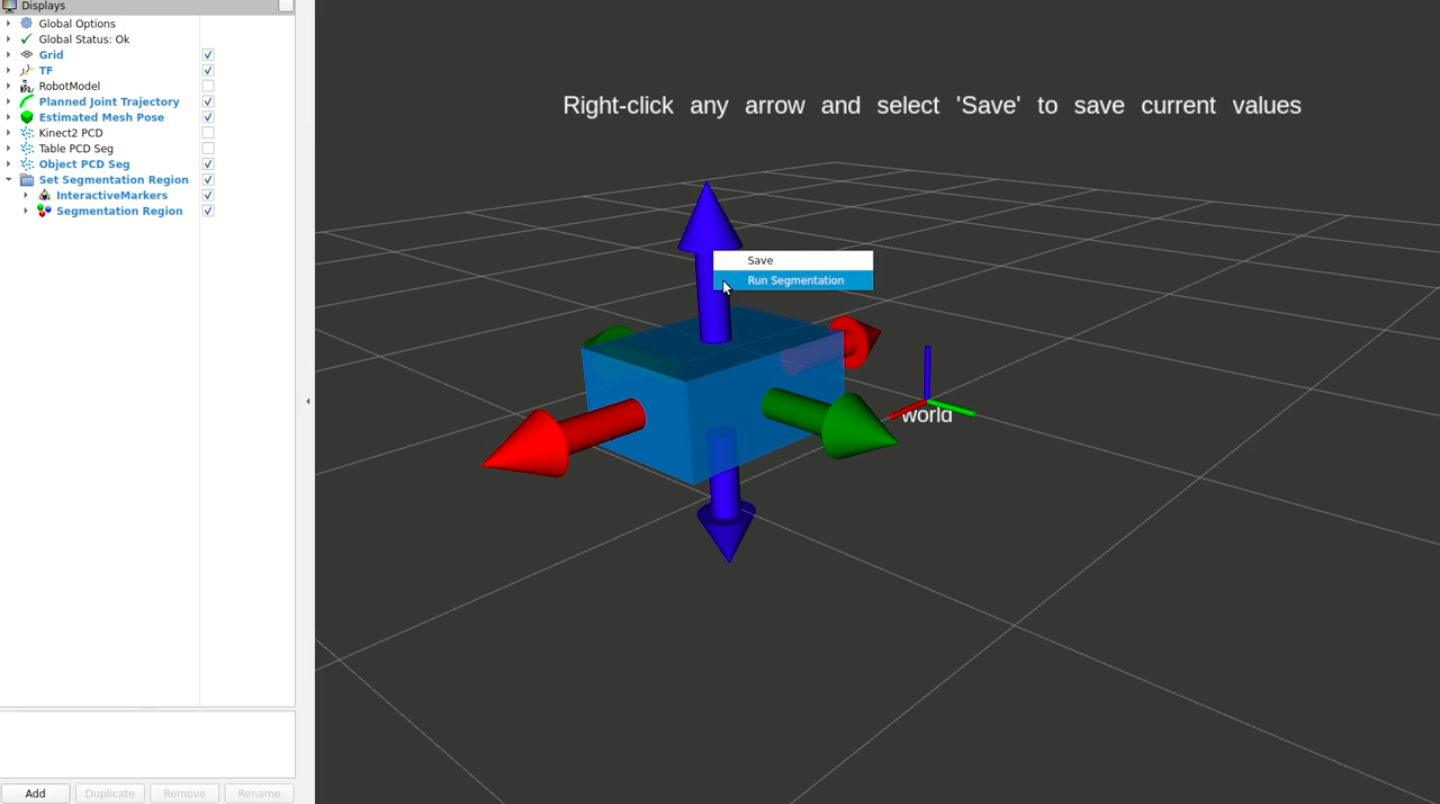 Displays
Global Options
Global Status: Ok
Grid
TF
RobotModel
Planned Joint Trajectory
Estimated Mesh Pose
Kinect2 PCD
Table PCD Seg
Object PCD Seg
Set Segmentation Region
InteractiveMarkers
Segmentation Region
Right-click any arrow and select 'Save' to save current values
Save
Run Segmentation
world
Add
Duplicate
Remove
Rename